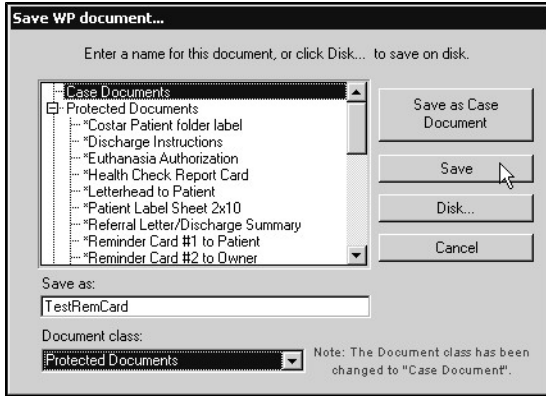 Save WP document...
Enter a name for this document, or click Disk... to save on disk.
Case Documents
Protected Documents
*Costar Patient folder label
*Discharge Instructions
*Euthanasia Authorization
*Health Check Report Card
*Letterhead to Patient
*Patient Label Sheet 2x10
*Referral Letter/Discharge Summary
*Reminder Card #1 to Patient
*Reminder Card #2 to Owner
Save as Case
Document
Save
Disk...
Cancel
Save as:
TestRemCard
Document class:
Protected Documents
Note: The Document class has been
changed to "Case Document".